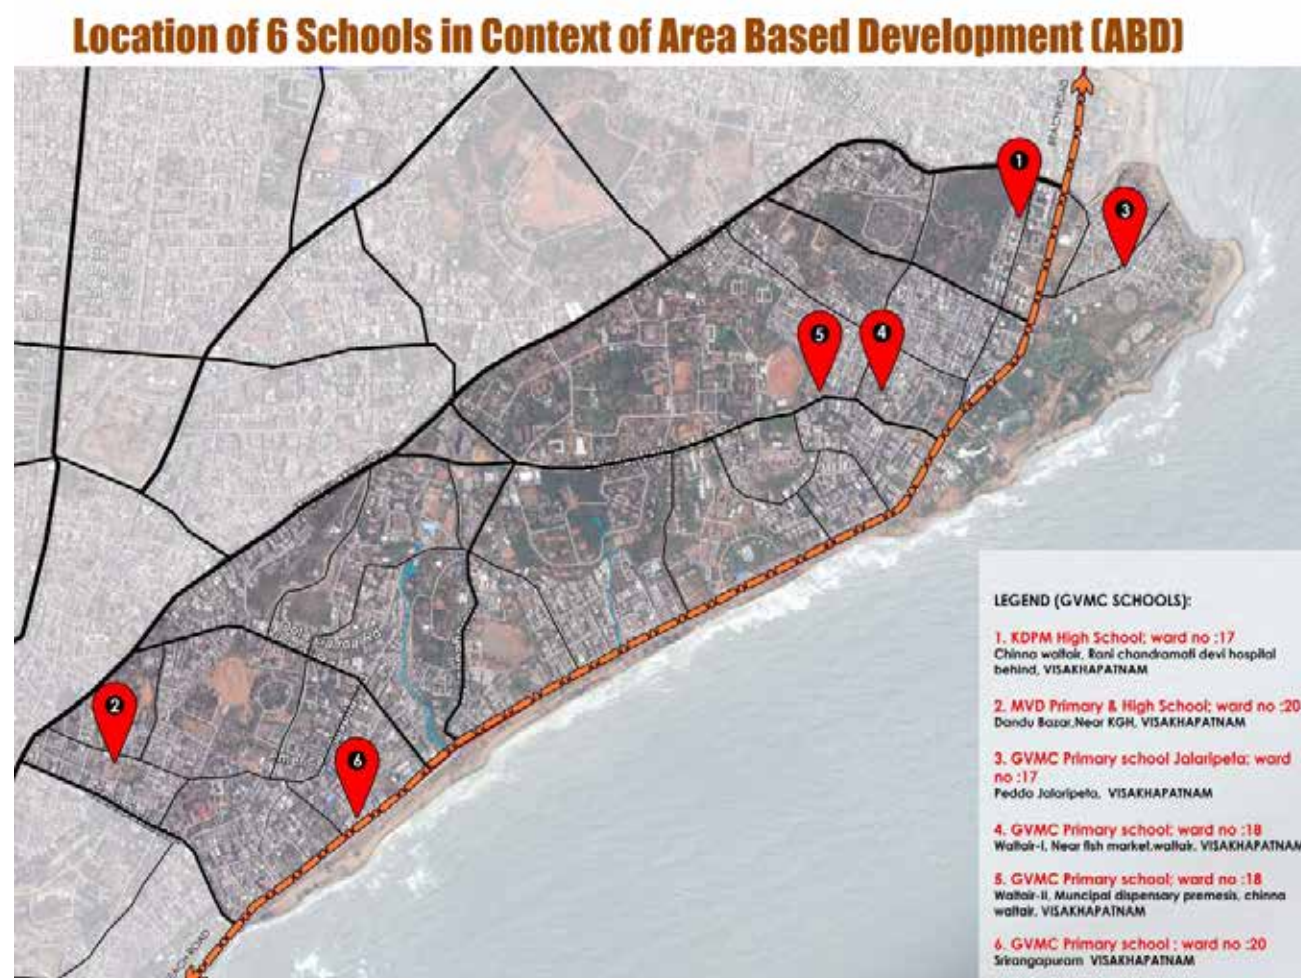 Location of 6 Schools in Context of Area Based Development (ABD)
BEACH ROAD
1
3
5
4
2
6
LEGEND (GVMC SCHOOLS):
1. KDPM High School; ward no :17
Chinna waltair, Rani chandramati devi hospital
behind, VISAKHAPATNAM
2. MVD Primary & High School; ward no :20
Dandu Bazar,Near KGH, VISAKHAPATNAM
3. GVMC Primary school Jalaripeta; ward
no :17
Pedda Jalaripeta, VISAKHAPATNAM
4. GVMC Primary school; ward no :18
Waltair-I, Near fish market,waltair, VISAKHAPATNAM
5. GVMC Primary school; ward no :18
Waltair-II, Muncipal dispensary premesis, chinna
waltair, VISAKHAPATNAM
6. GVMC Primary school ; ward no :20
Srirangapuram VISAKHAPATNAM